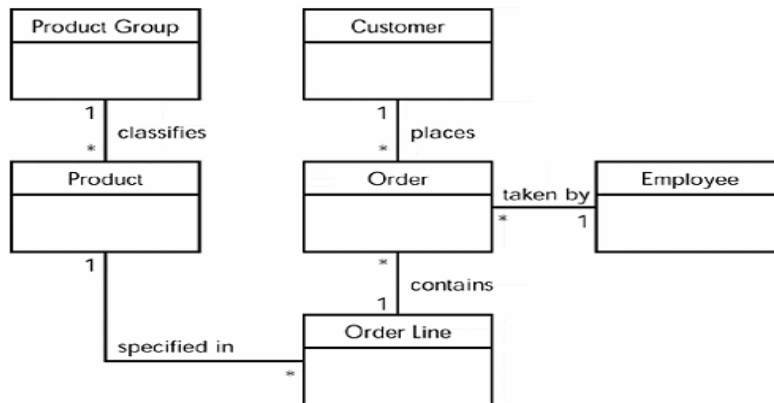 Product Group
Customer
1
classifies
*
1
places
*
Product
Order
taken by
*
1
Employee
1
specified in
*
*
contains
1
Order Line